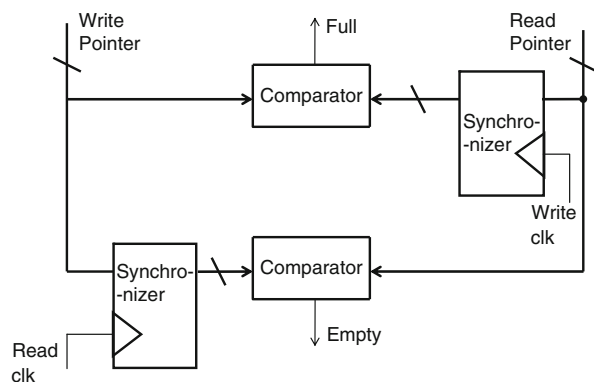 Write
Pointer
Full
Read
Pointer
Comparator
Synchro-
-nizer
Write
clk
Synchro-
-nizer
Comparator
Read
clk
Empty